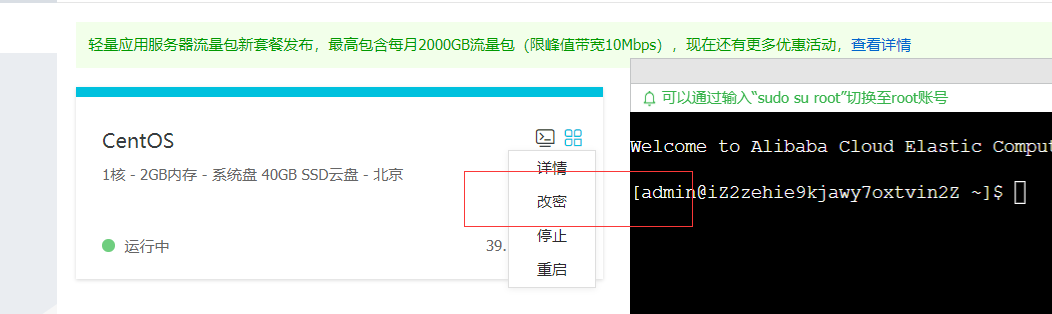 轻量应用服务器流量包新套餐发布，最高包含每月2000GB流量包（限峰值带宽10Mbps），现在还有更多优惠活动，查看详情
CentOS
1核 - 2GB内存 - 系统盘 40GB SSD云盘 - 北京
运行中
39.
详情
改密
停止
重启
可以通过输入“sudo su root”切换至root账号
Welcome to Alibaba Cloud Elastic Comput
[admin@iZ2zehie9kjawy7oxtvin2Z ~]$